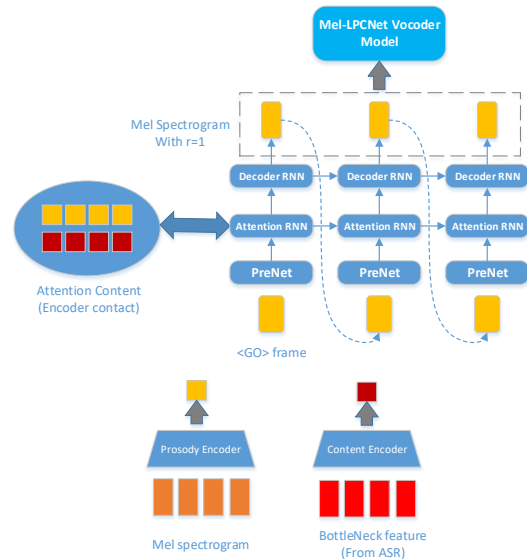 Mel-LPCNet Vocoder
Model
Mel Spectrogram
With r=1
Decoder RNN
Decoder RNN
Decoder RNN
Attention RNN
Attention RNN
Attention RNN
PreNet
PreNet
PreNet
Attention Content
(Encoder contact)
<GO> frame
Prosody Encoder
Content Encoder
Mel spectrogram
BottleNeck feature
(From ASR)